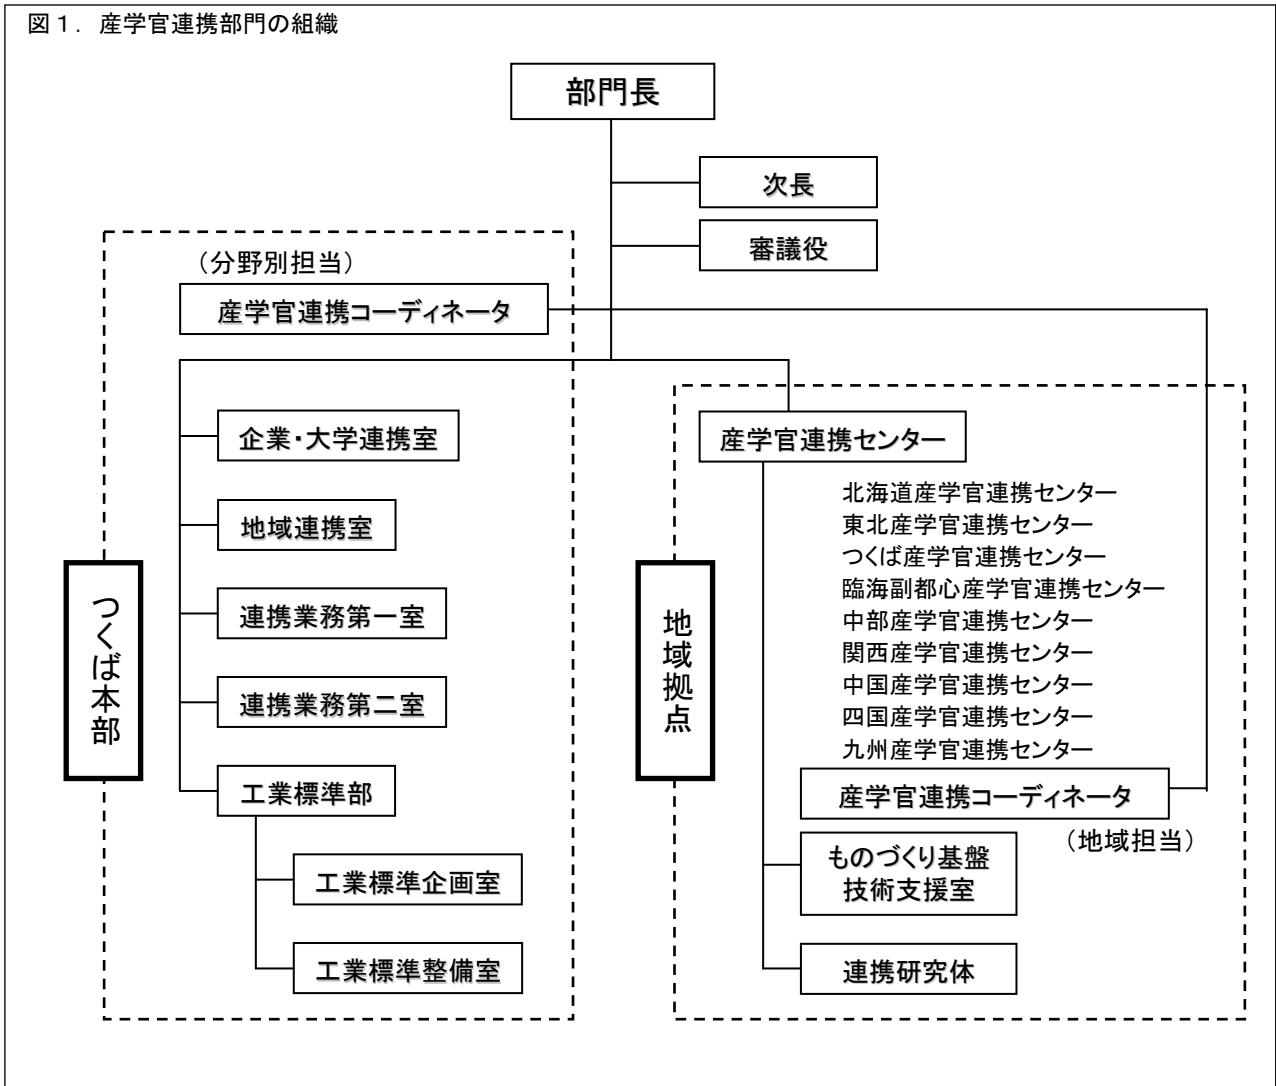 図１．産学官連携部門の組織
部門長
次長
審議役
（分野別担当）
産学官連携コーディネータ
企業・大学連携室
地域連携室
連携業務第一室
連携業務第二室
工業標準部
工業標準企画室
工業標準整備室
つくば本部
産学官連携センター
北海道産学官連携センター
東北産学官連携センター
つくば産学官連携センター
臨海副都心産学官連携センター
中部産学官連携センター
関西産学官連携センター
中国産学官連携センター
四国産学官連携センター
九州産学官連携センター
産学官連携コーディネータ
（地域担当）
ものづくり基盤
技術支援室
連携研究体
地域拠点